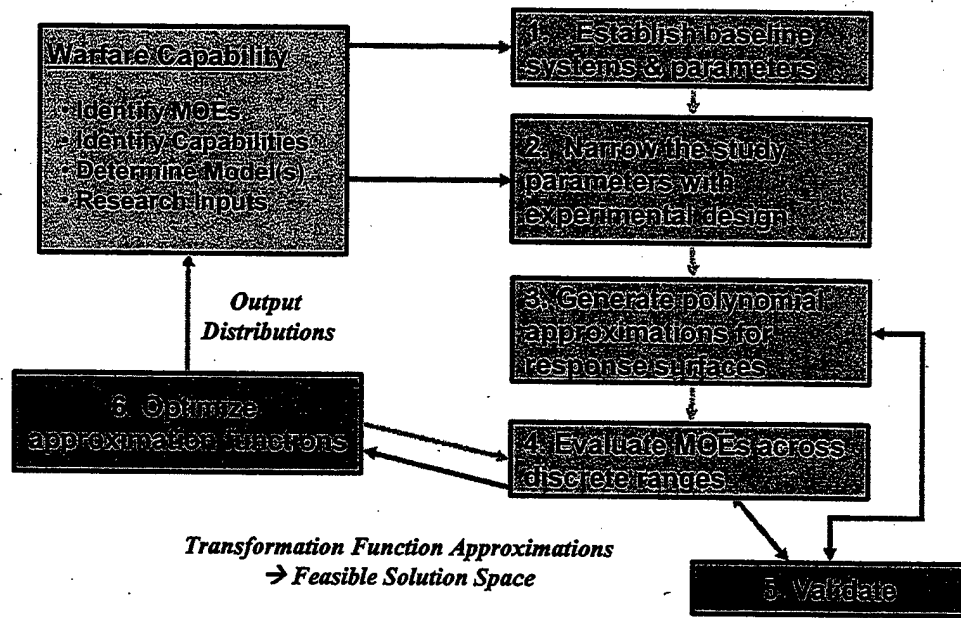 Warfare Capability
• Identify MOEs
• Identify Capabilities
• Determine Model(s)
• Research Inputs
1. Establish baseline
systems & parameters
2. Narrow the study
parameters with
experimental design
3. Generate polynomial
approximations for
response surfaces
Output
Distributions
6. Optimize
approximation functions
4. Evaluate MOEs across
discrete ranges
Transformation Function Approximations
→ Feasible Solution Space
5. Validate